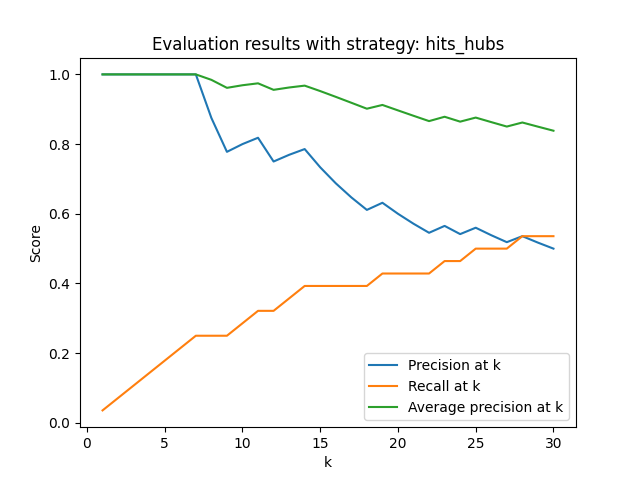 Evaluation results with strategy: hits_hubs
1.0
0.8
0.6
0.4
0.2
0.0
Score
0
5
10
15
20
25
30
k
Precision at k
Recall at k
Average precision at k